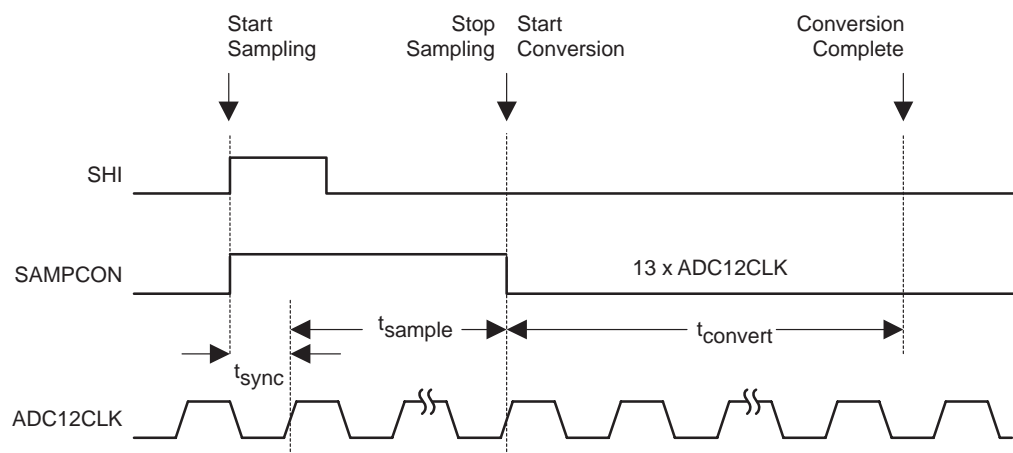 Start
Sampling
Stop
Sampling
Start
Conversion
Conversion
Complete
SHI
SAMPCON
13 x ADC12CLK
tsample
tconvert
tsync
ADC12CLK